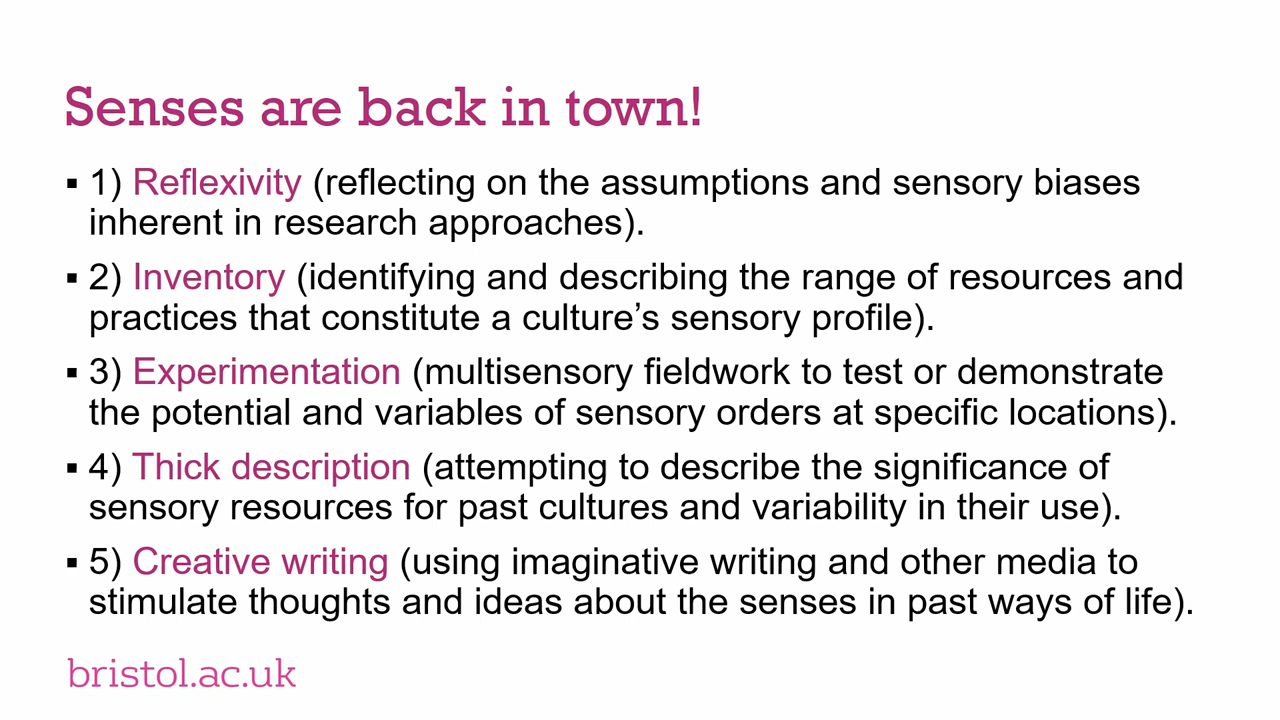 Senses are back in town!
▪ 1) Reflexivity (reflecting on the assumptions and sensory biases
inherent in research approaches).
▪ 2) Inventory (identifying and describing the range of resources and
practices that constitute a culture’s sensory profile).
▪ 3) Experimentation (multisensory fieldwork to test or demonstrate
the potential and variables of sensory orders at specific locations).
▪ 4) Thick description (attempting to describe the significance of
sensory resources for past cultures and variability in their use).
▪ 5) Creative writing (using imaginative writing and other media to
stimulate thoughts and ideas about the senses in past ways of life).
bristol.ac.uk